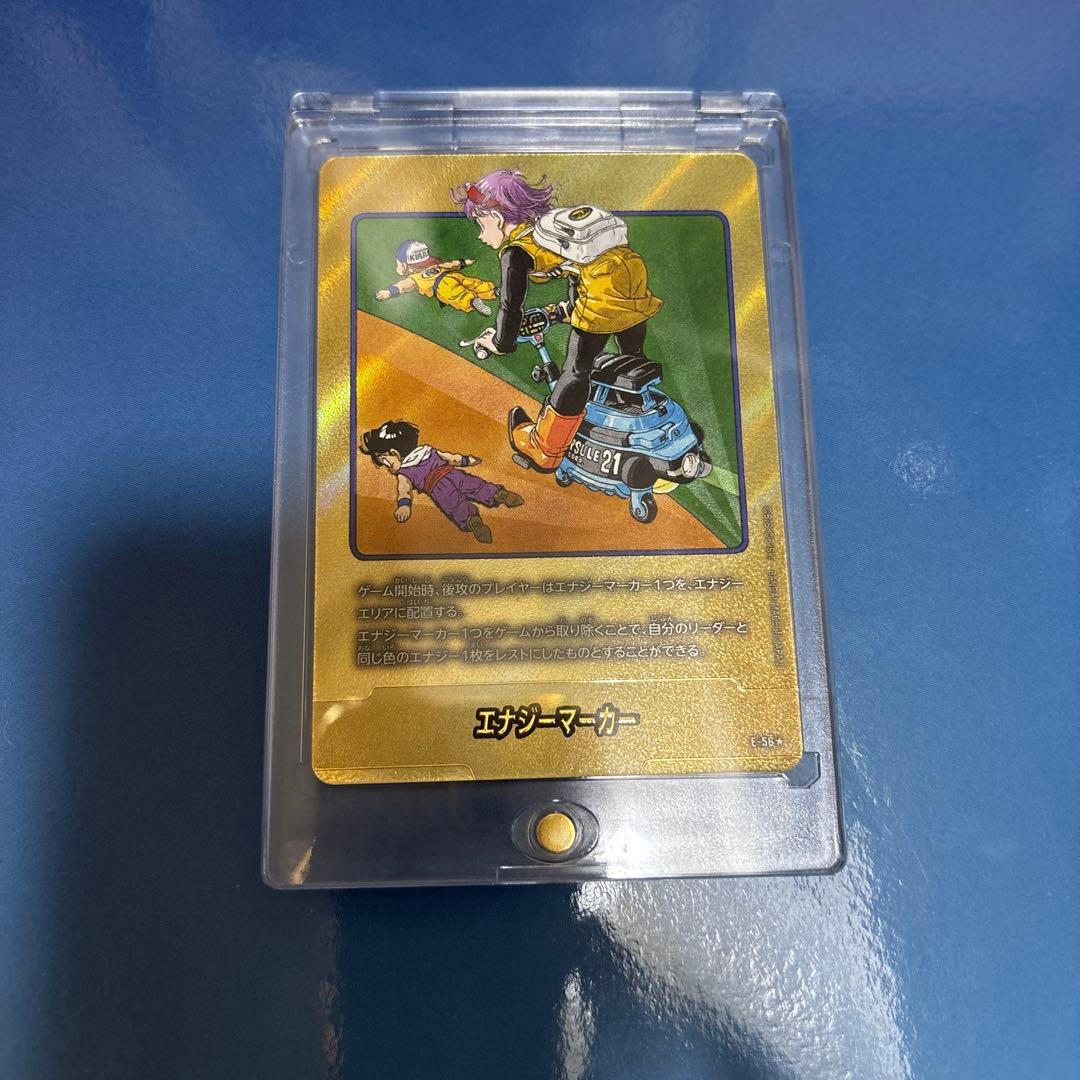 KULILI
SULE 21
CORP.
ゲーム開始時、後攻のプレイヤーはエナジーマーカー1つを、エナジー
エリアに配置する。
エナジーマーカー1つをゲームから取り除くことで、自分のリーダーと
同じ色のエナジー1枚をレストにしたものとすることができる。
エナジーマーカー
E-56★